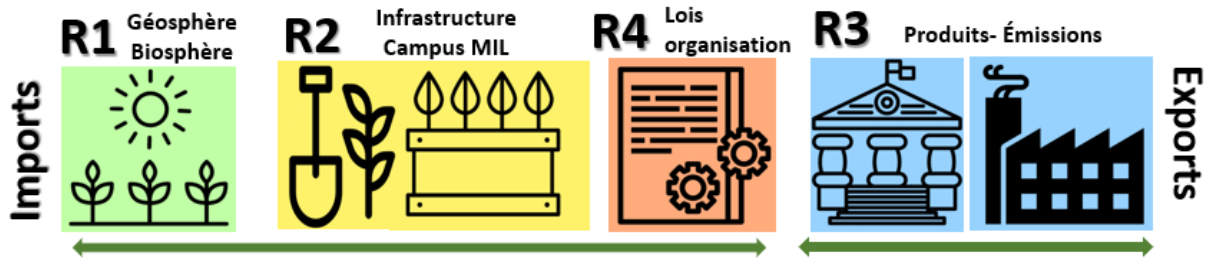 Imports
R1
Géosphère
Biosphère
R2
Infrastructure
Campus MIL
R4
Lois
organisation
R3
Produits- Émissions
Exports